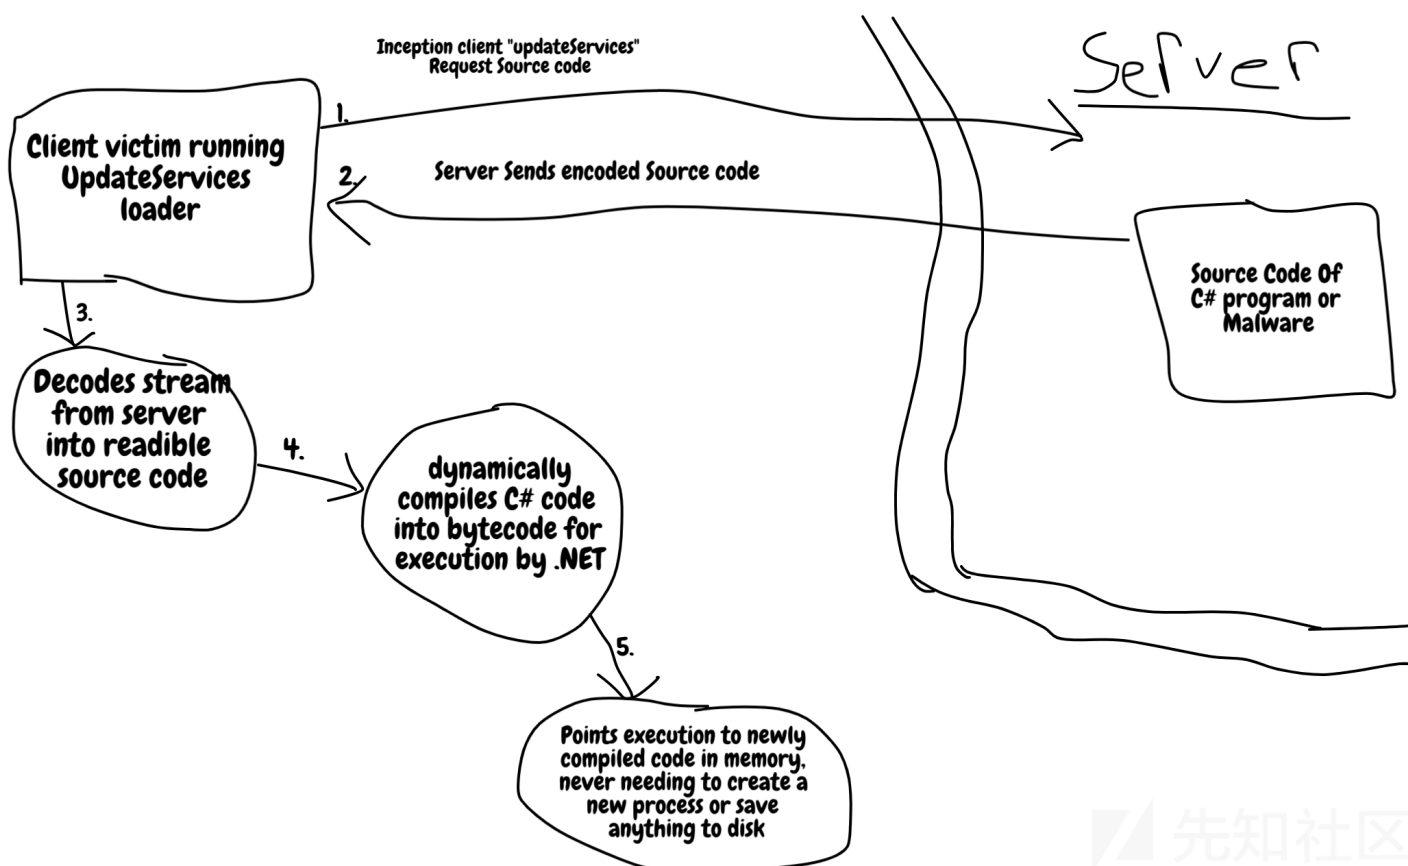 Inception client "updateServices"
Request Source code
Server
1.
Client victim running
UpdateServices
loader
2.
Server Sends encoded Source code
Source Code Of
C# program or
Malware
3.
Decodes stream
from server
into readible
source code
4.
dynamically
compiles C# code
into bytecode for
execution by .NET
5.
Points execution to newly
compiled code in memory,
never needing to create a
new process or save
anything to disk
先知社区